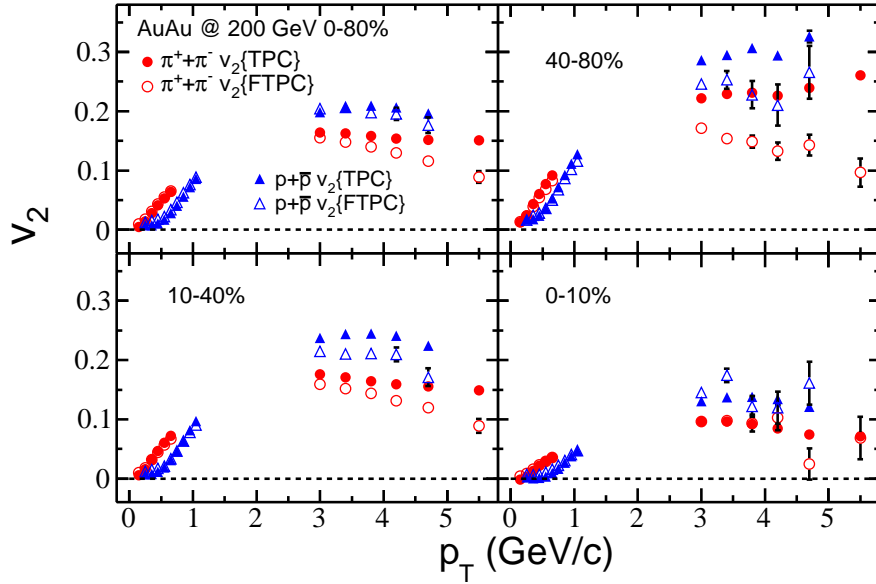 AuAu @ 200 GeV 0-80%
π⁺+π⁻ v₂{TPC}
π⁺+π⁻ v₂{FTPC}
p+p̅ v₂{TPC}
p+p̅ v₂{FTPC}
40-80%
0.3
0.2
0.1
0
v₂
10-40%
0-10%
0.3
0.2
0.1
0
0 1 2 3 4 5
0 1 2 3 4 5
p_T (GeV/c)